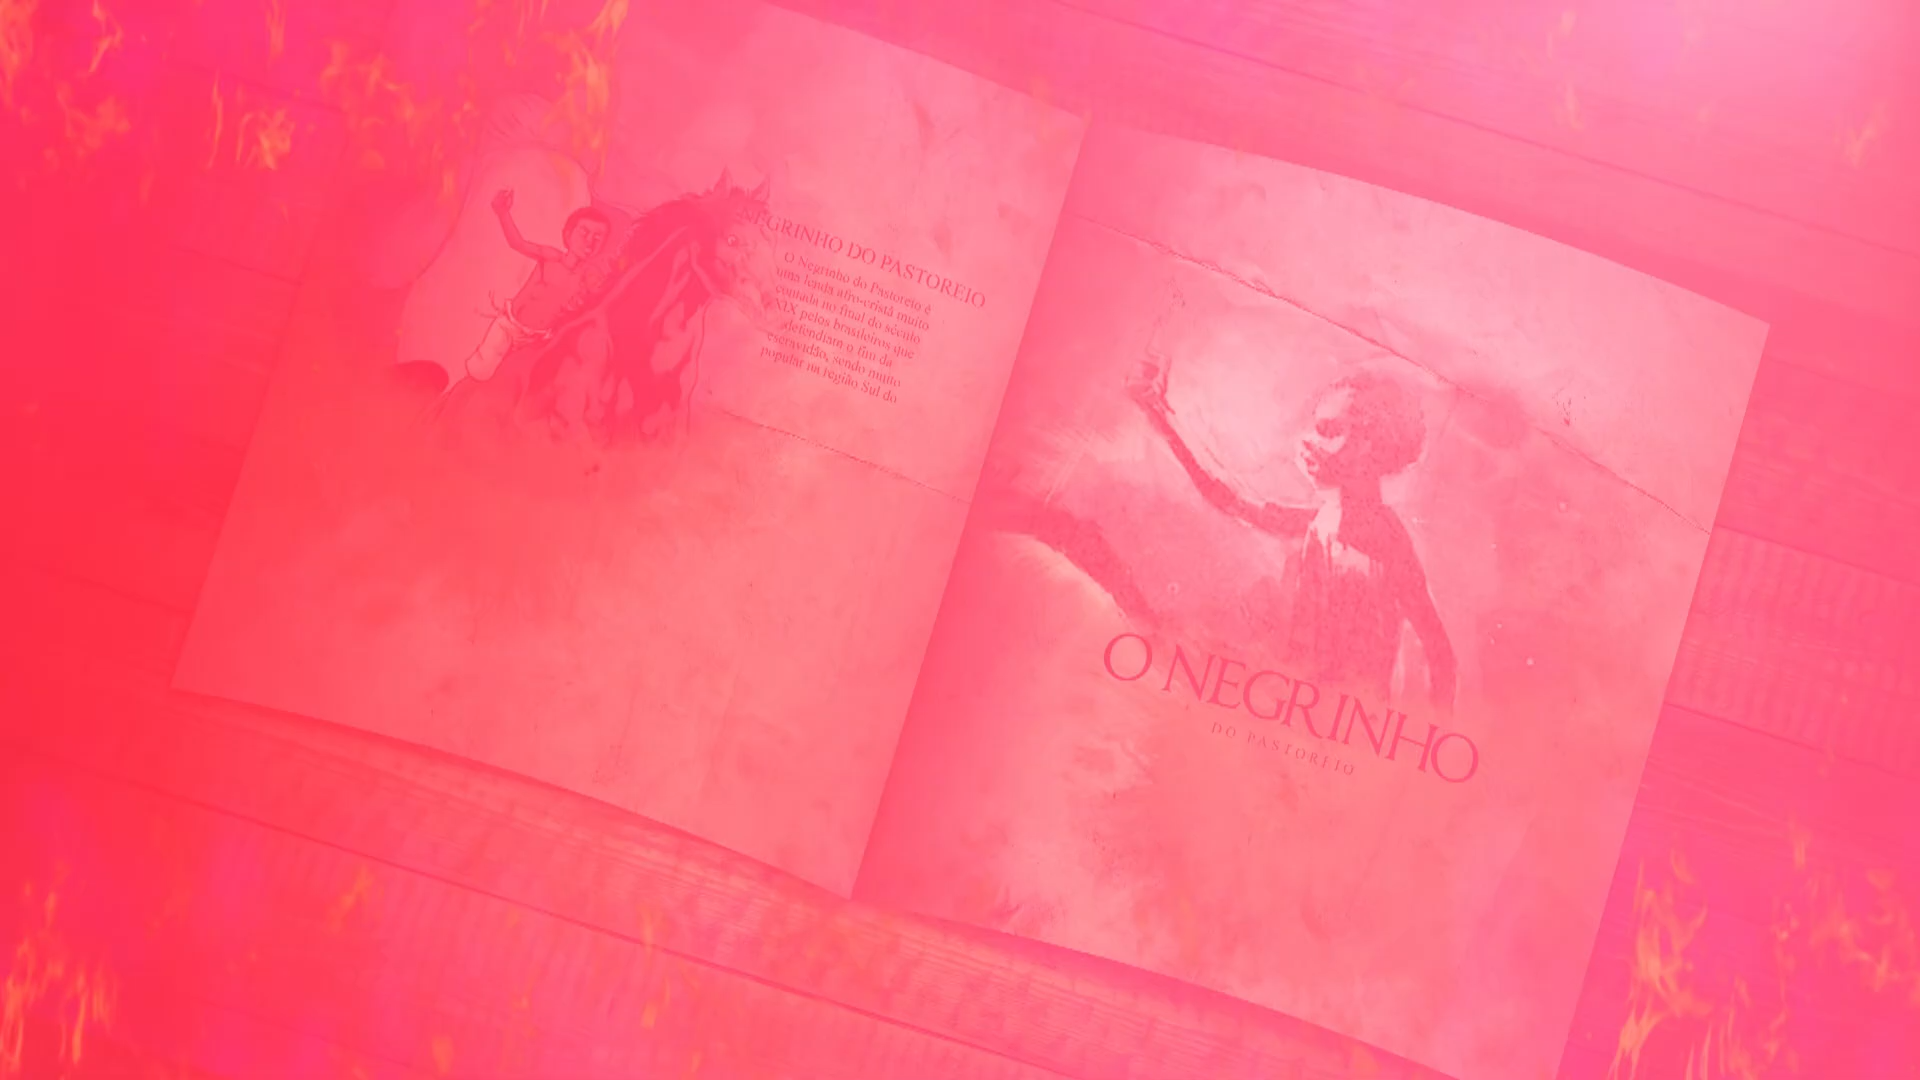 NEGRINHO DO PASTOREIO
O Negrinho do Pastoreio é
uma lenda afro-cristã muito
contada no final do século
XIX pelos brasileiros que
defendiam o fim da
escravidão, sendo muito
popular na região Sul do
O NEGRINHO
DO PASTOREIO